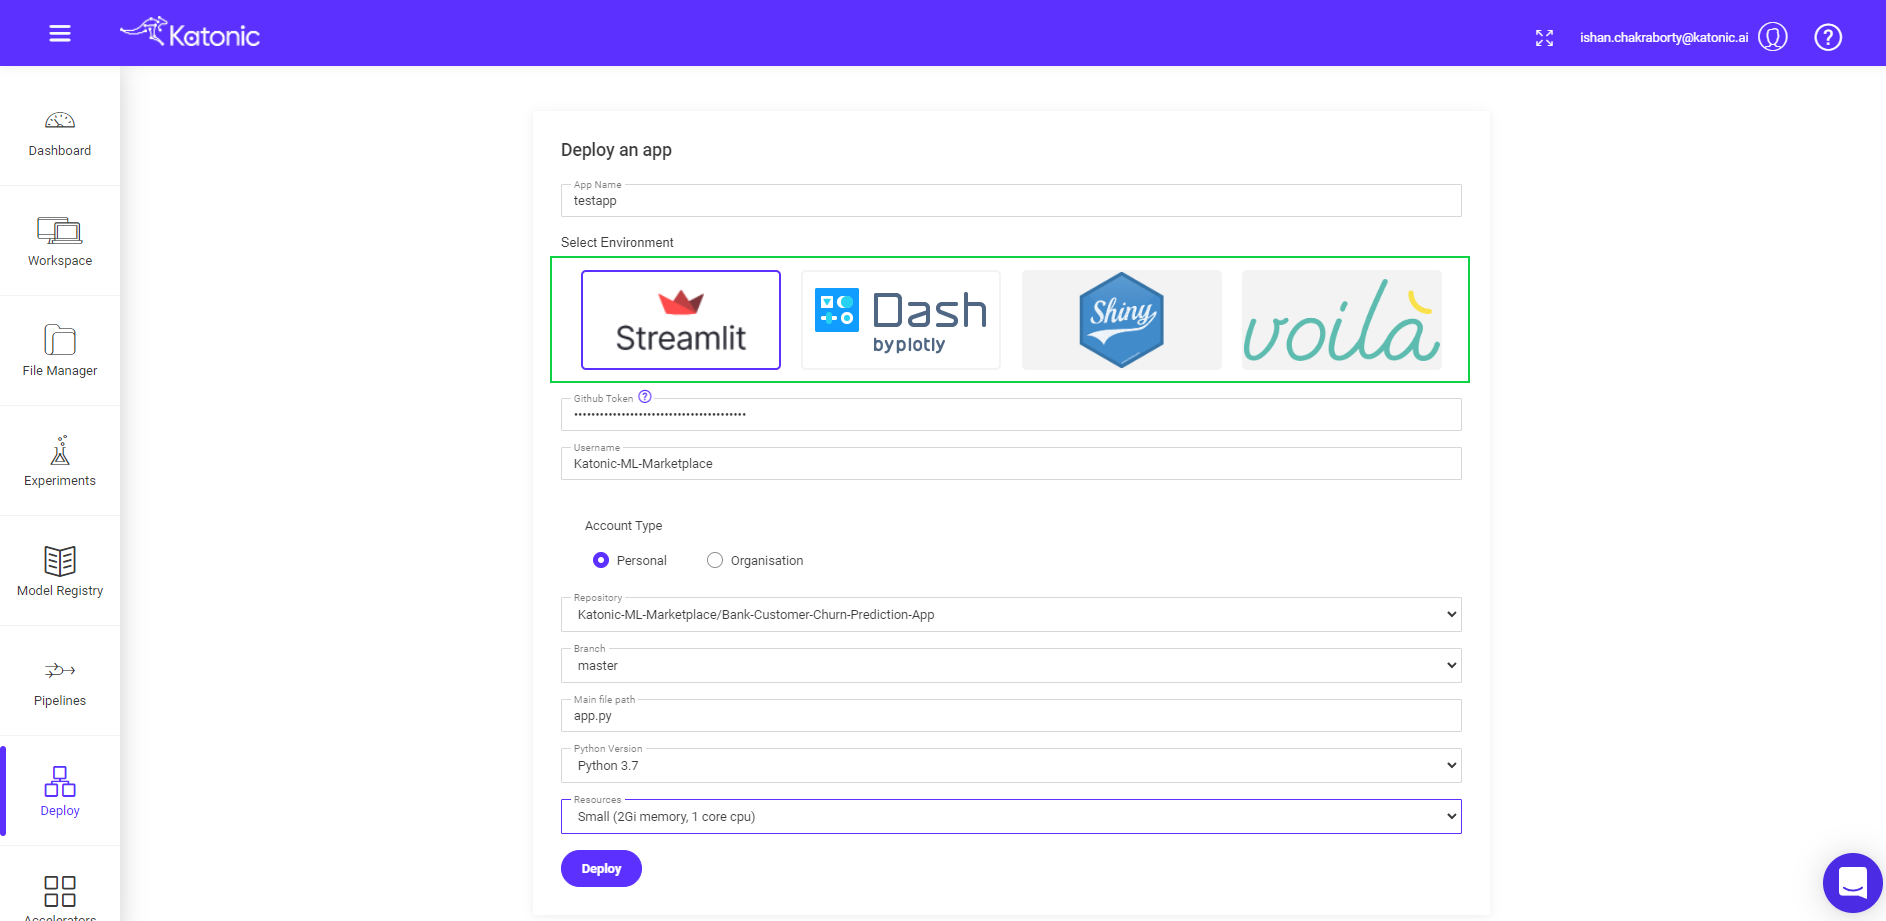 Katonic
ishan.chakraborty@katonic.ai
?
Dashboard
Workspace
File Manager
Experiments
Model Registry
Pipelines
Deploy
Accelerators
Deploy an app
App Name
testapp
Select Environment
Streamlit
Dash
by plotly
Shiny
voilà
Github Token ?
••••••••••••••••••••••••••••••••••••••••
Username
Katonic-ML-Marketplace
Account Type
Personal
Organisation
Repository
Katonic-ML-Marketplace/Bank-Customer-Churn-Prediction-App
Branch
master
Main file path
app.py
Python Version
Python 3.7
Resources
Small (2Gi memory, 1 core cpu)
Deploy